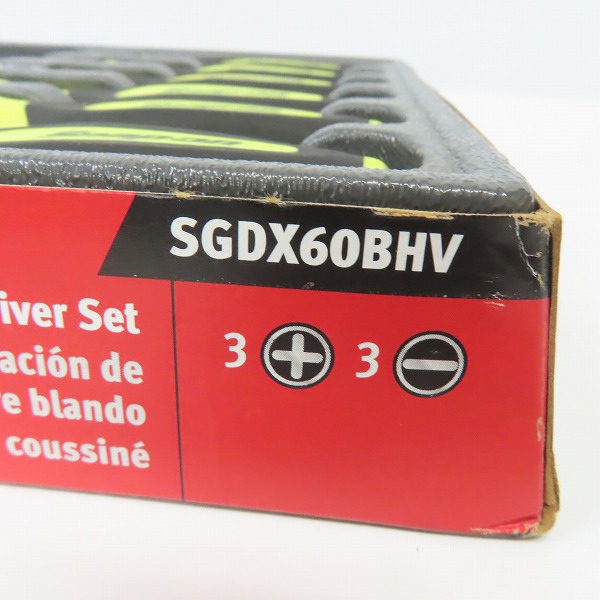 SGDX60BHV
iver Set
ación de
e blando
coussiné
3 3